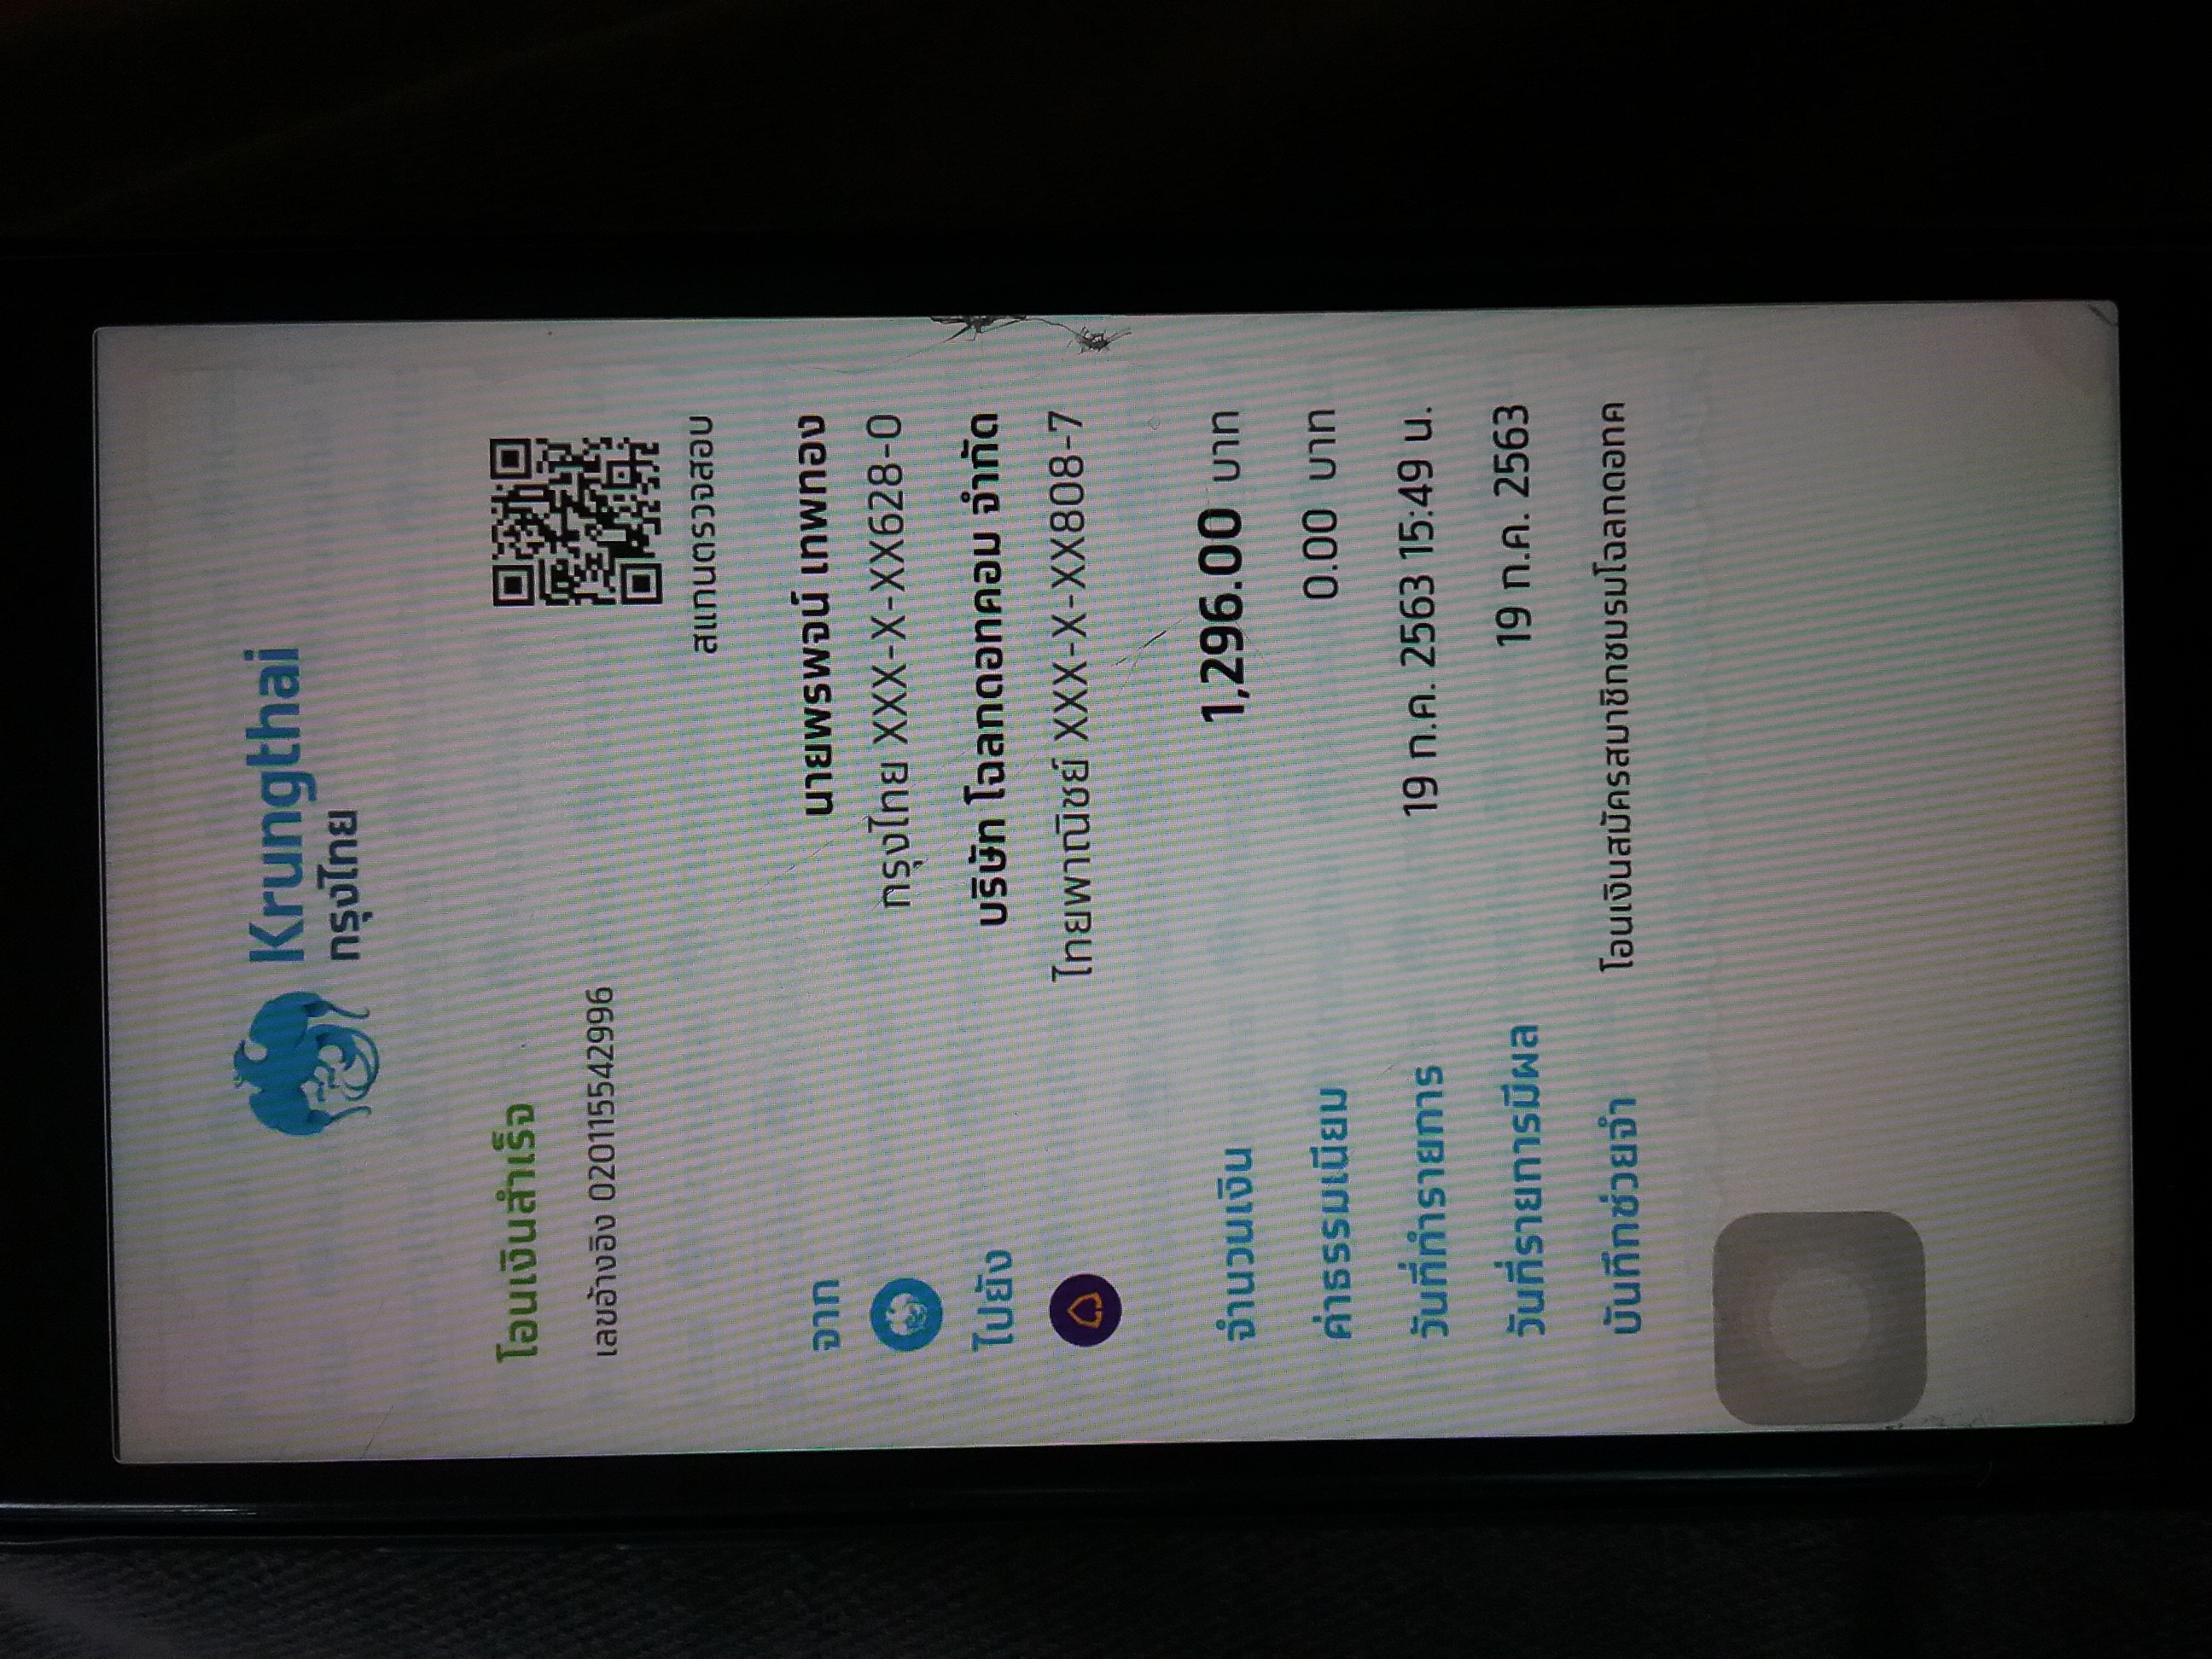 Krungthai
กรุงไทย
โอนเงินสำเร็จ
เลขอ้างอิง 020115542996
สแกนตรวจสอบ
จาก นายพรพจน์ เทพทอง
กรุงไทย XXX-X-XX628-0
ไปยัง บริษัท โฉลกดอทคอม จำกัด
ไทยพาณิชย์ XXX-X-XX808-7
จำนวนเงิน 1,296.00 บาท
ค่าธรรมเนียม 0.00 บาท
วันที่ทำรายการ 19 ก.ค. 2563 15:49 น.
วันที่รายการมีผล 19 ก.ค. 2563
บันทึกช่วยจำ โอนเงินสมัครสมาชิกชมรมโฉลกดอทค